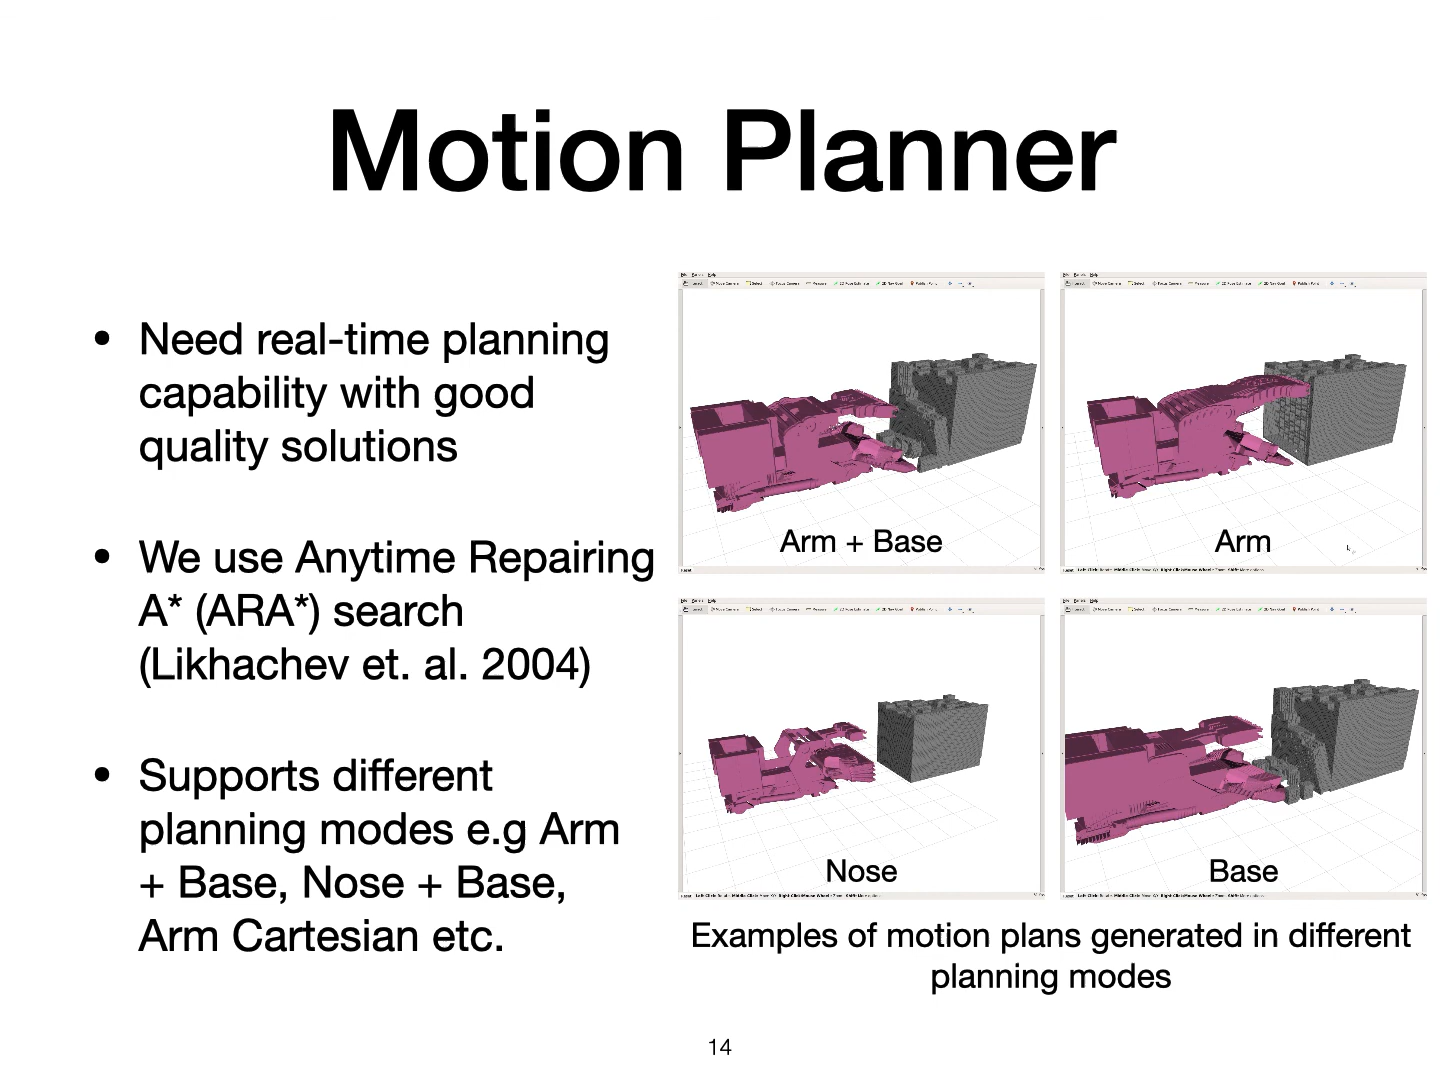 Motion Planner
• Need real-time planning
capability with good
quality solutions
• We use Anytime Repairing
A* (ARA*) search
(Likhachev et. al. 2004)
• Supports different
planning modes e.g Arm
+ Base, Nose + Base,
Arm Cartesian etc.
Arm + Base
Arm
Nose
Base
Examples of motion plans generated in different
planning modes
14